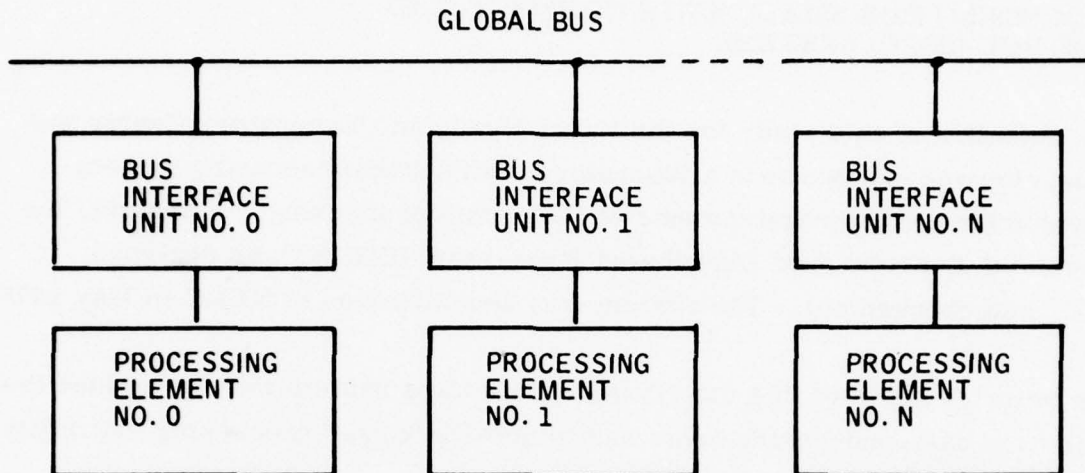 GLOBAL BUS
BUS
INTERFACE
UNIT NO. 0
BUS
INTERFACE
UNIT NO. 1
BUS
INTERFACE
UNIT NO. N
PROCESSING
ELEMENT
NO. 0
PROCESSING
ELEMENT
NO. 1
PROCESSING
ELEMENT
NO. N